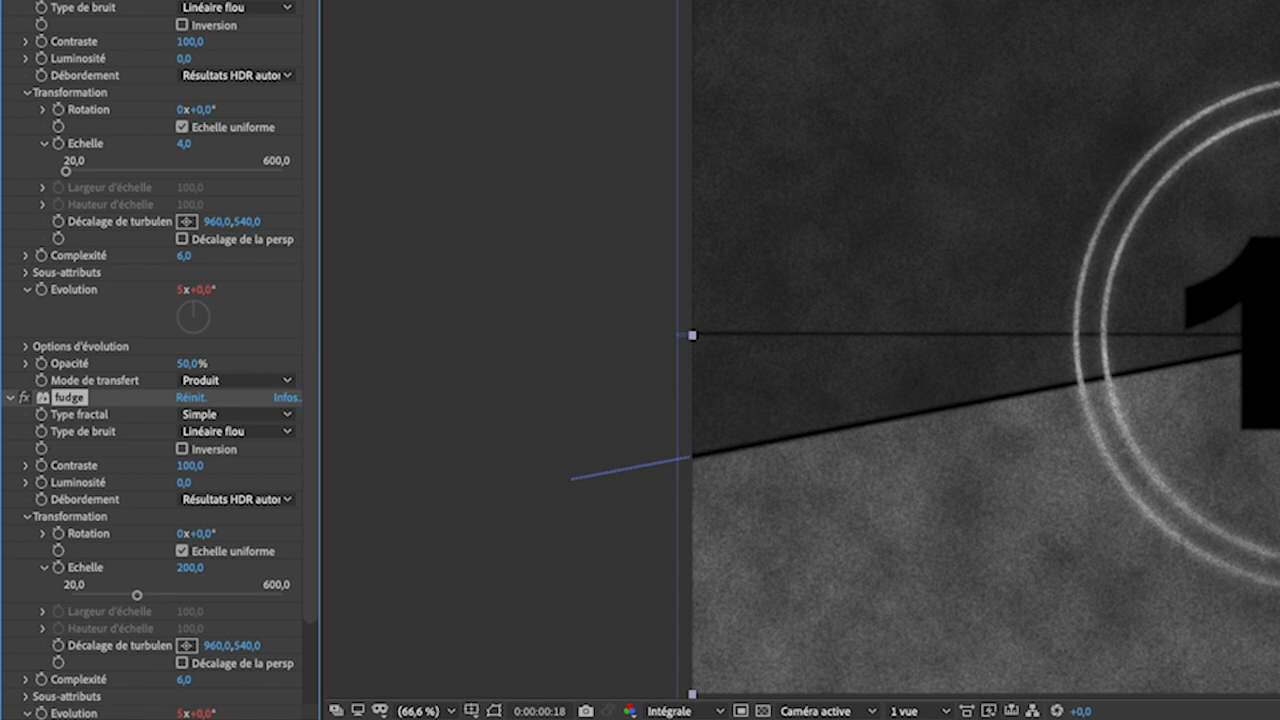 Type de bruit Linéaire flou
Inversion
Contraste 100,0
Luminosité 0,0
Débordement Résultats HDR autor
Transformation
Rotation 0x+0,0°
Echelle uniforme
Echelle 4,0
20,0 600,0
Largeur d'échelle 100,0
Hauteur d'échelle 100,0
Décalage de turbulen 960,0,540,0
Décalage de la persp
Complexité 6,0
Sous-attributs
Evolution 5x+0,0°
Options d'évolution
Opacité 50,0%
Mode de transfert Produit
fx fudge Réinit. Infos..
Type fractal Simple
Type de bruit Linéaire flou
Inversion
Contraste 100,0
Luminosité 0,0
Débordement Résultats HDR autor
Transformation
Rotation 0x+0,0°
Echelle uniforme
Echelle 200,0
20,0 600,0
Largeur d'échelle 100,0
Hauteur d'échelle 100,0
Décalage de turbulen 960,0,540,0
Décalage de la persp
Complexité 6,0
Sous-attributs
Evolution 5x+0,0°
1
(66,6 %) 0:00:00:18 Intégrale Caméra active 1 vue +0,0